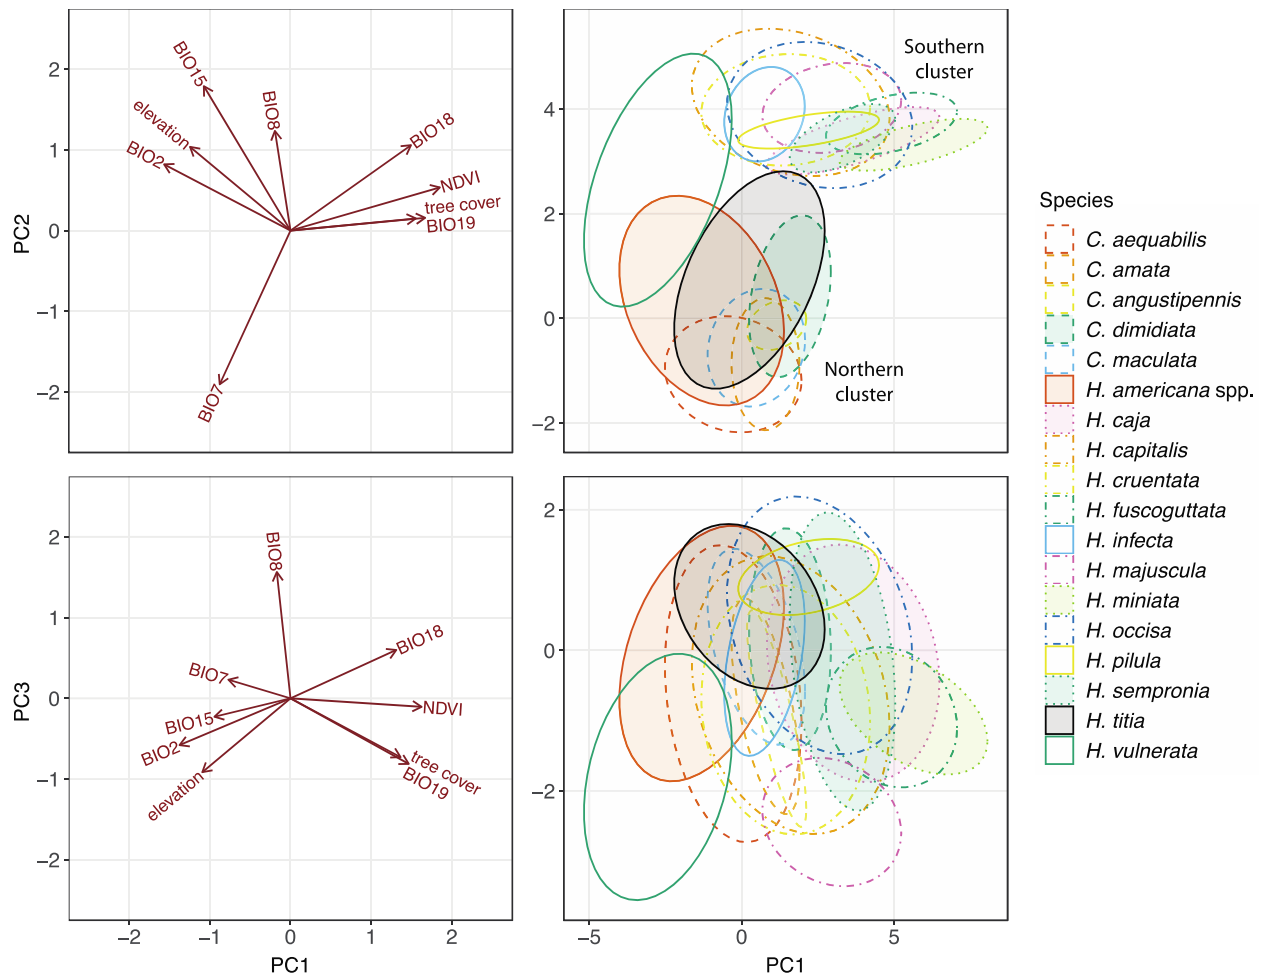 BIO15
BIO8
elevation
BIO2
BIO18
NDVI
tree cover
BIO19
BIO7
2
1
0
−1
−2
PC2
Southern
cluster
Northern
cluster
4
2
0
−2
BIO8
BIO18
BIO7
NDVI
BIO15
BIO2
elevation
tree cover
BIO19
2
1
0
−1
−2
PC3
−2
−1
0
1
2
PC1
2
0
−2
−5
0
5
PC1
Species
C. aequabilis
C. amata
C. angustipennis
C. dimidiata
C. maculata
H. americana spp.
H. caja
H. capitalis
H. cruentata
H. fuscoguttata
H. infecta
H. majuscula
H. miniata
H. occisa
H. pilula
H. sempronia
H. titia
H. vulnerata